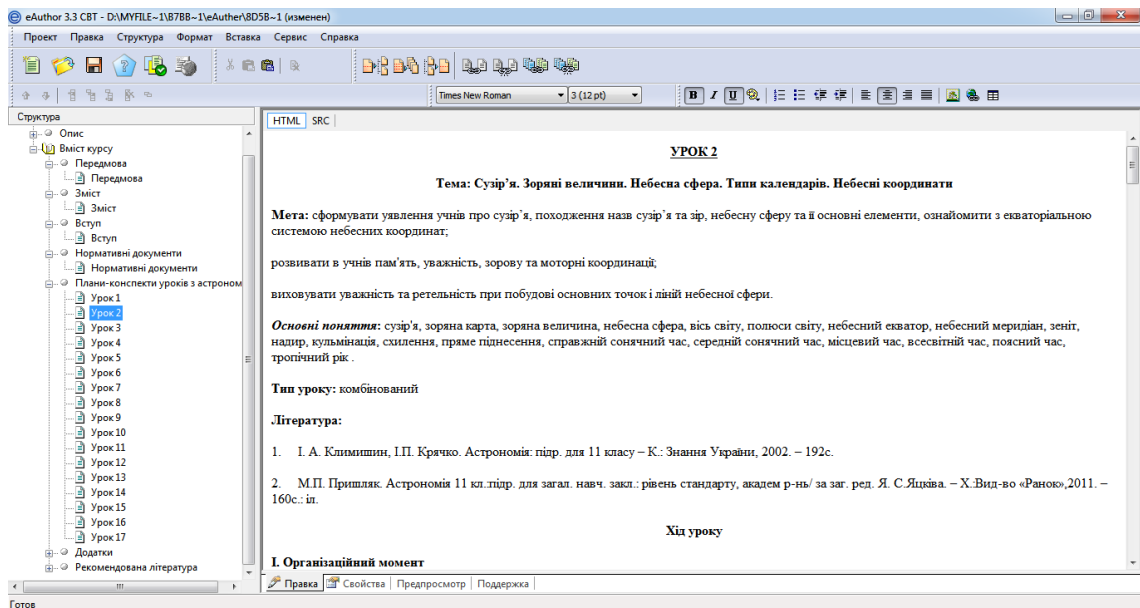 eAuthor 3.3 CBT - D:\MYFILE~1\B7BB~1\eAuther\8D5B~1 (изменен)
Проект Правка Структура Формат Вставка Сервис Справка
Times New Roman 3 (12 pt)
Структура
Опис
Вміст курсу
Передмова
Передмова
Зміст
Зміст
Вступ
Вступ
Нормативні документи
Нормативні документи
Плани-конспекти уроків з астроном
Урок 1
Урок 2
Урок 3
Урок 4
Урок 5
Урок 6
Урок 7
Урок 8
Урок 9
Урок 10
Урок 11
Урок 12
Урок 13
Урок 14
Урок 15
Урок 16
Урок 17
Додатки
Рекомендована література
HTML SRC
УРОК 2
Тема: Сузір’я. Зоряні величини. Небесна сфера. Типи календарів. Небесні координати
Мета: сформувати уявлення учнів про сузір’я, походження назв сузір’я та зір, небесну сферу та її основні елементи, ознайомити з екваторіальною
системою небесних координат;
розвивати в учнів пам'ять, уважність, зорову та моторні координації;
виховувати уважність та ретельність при побудові основних точок і ліній небесної сфери.
Основні поняття: сузір'я, зоряна карта, зоряна величина, небесна сфера, вісь світу, полюси світу, небесний екватор, небесний меридіан, зеніт,
надир, кульмінація, схилення, пряме піднесення, справжній сонячний час, середній сонячний час, місцевий час, всесвітній час, поясний час,
тропічний рік .
Тип уроку: комбінований
Література:
1. І. А. Климишин, І.П. Крячко. Астрономія: підр. для 11 класу – К.: Знання України, 2002. – 192с.
2. М.П. Пришляк. Астрономія 11 кл.:підр. для загал. навч. закл.: рівень стандарту, академ р-нь/ за заг. ред. Я. С.Яцківа. – Х.:Вид-во «Ранок»,2011. –
160с.: іл.
Хід уроку
І. Організаційний момент
Правка Свойства Предпросмотр Поддержка
Готов